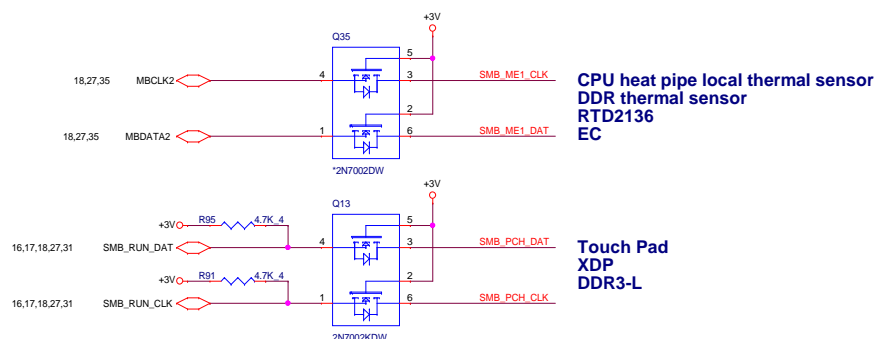 +3V
Q35
5
18,27,35 MBCLK2 4 3 SMB_ME1_CLK
CPU heat pipe local thermal sensor
DDR thermal sensor
RTD2136
EC
2
18,27,35 MBDATA2 1 6 SMB_ME1_DAT
*2N7002DW
+3V
Q13
+3V R95 4.7K_4
5
16,17,18,27,31 SMB_RUN_DAT 4 3 SMB_PCH_DAT
Touch Pad
XDP
DDR3-L
+3V R91 4.7K_4
2
16,17,18,27,31 SMB_RUN_CLK 1 6 SMB_PCH_CLK
2N7002KDW